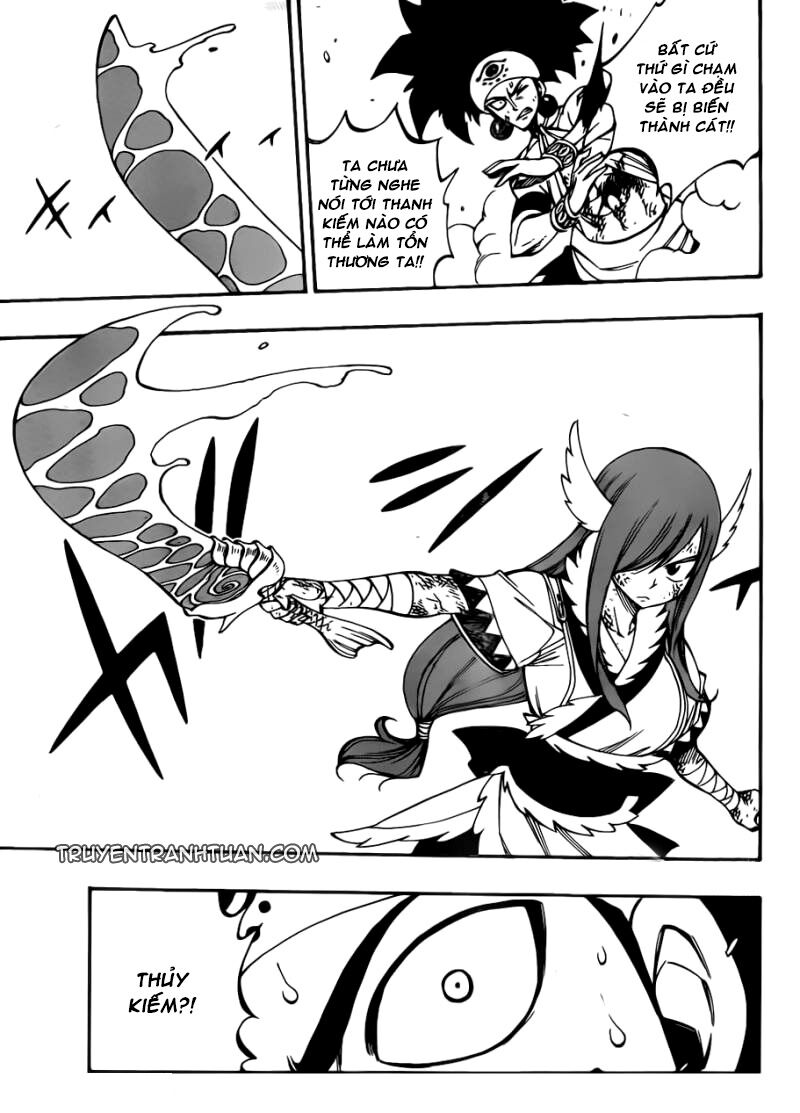 BẤT CỨ
THỨ GÌ CHẠM
VÀO TA ĐỀU
SẼ BỊ BIẾN
THÀNH CÁT!!
TA CHƯA
TỪNG NGHE
NÓI TỚI THANH
KIẾM NÀO CÓ
THỂ LÀM TỔN
THƯƠNG TA!!
TRUYENTRANHTUAN.COM
THỦY
KIẾM?!